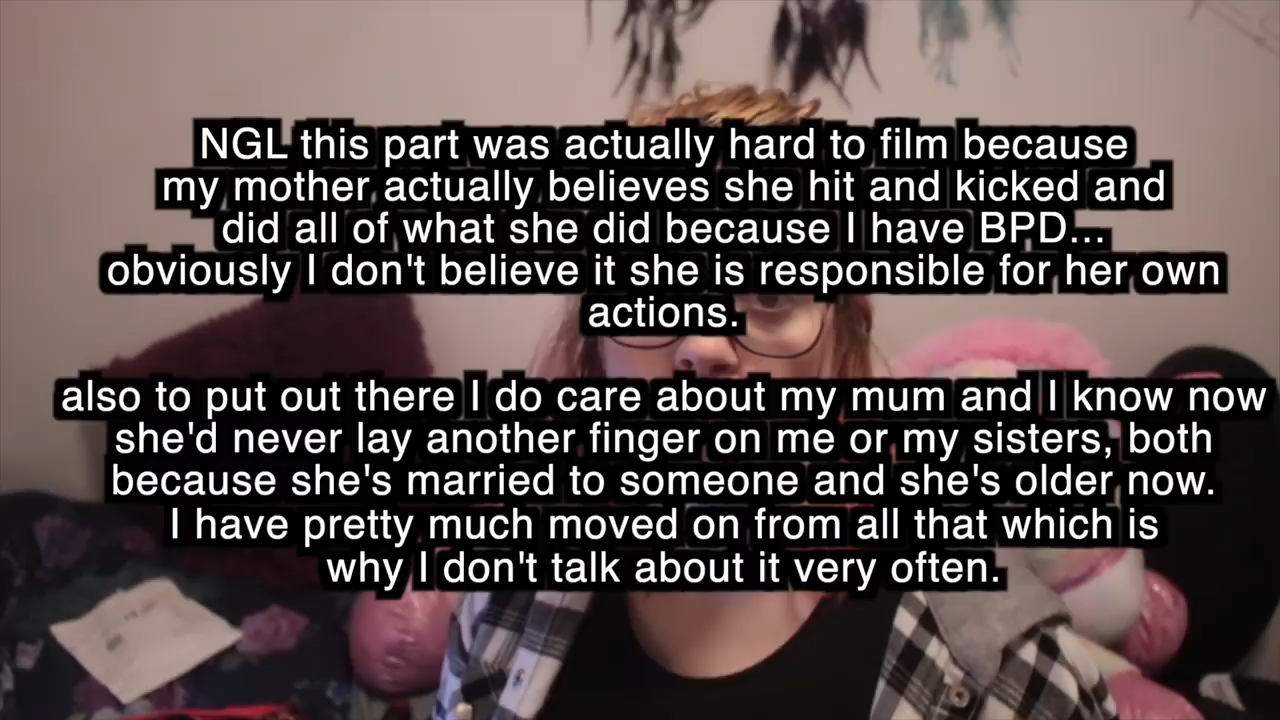 NGL this part was actually hard to film because
my mother actually believes she hit and kicked and
did all of what she did because I have BPD...
obviously I don't believe it she is responsible for her own
actions.
also to put out there I do care about my mum and I know now
she'd never lay another finger on me or my sisters, both
because she's married to someone and she's older now.
I have pretty much moved on from all that which is
why I don't talk about it very often.